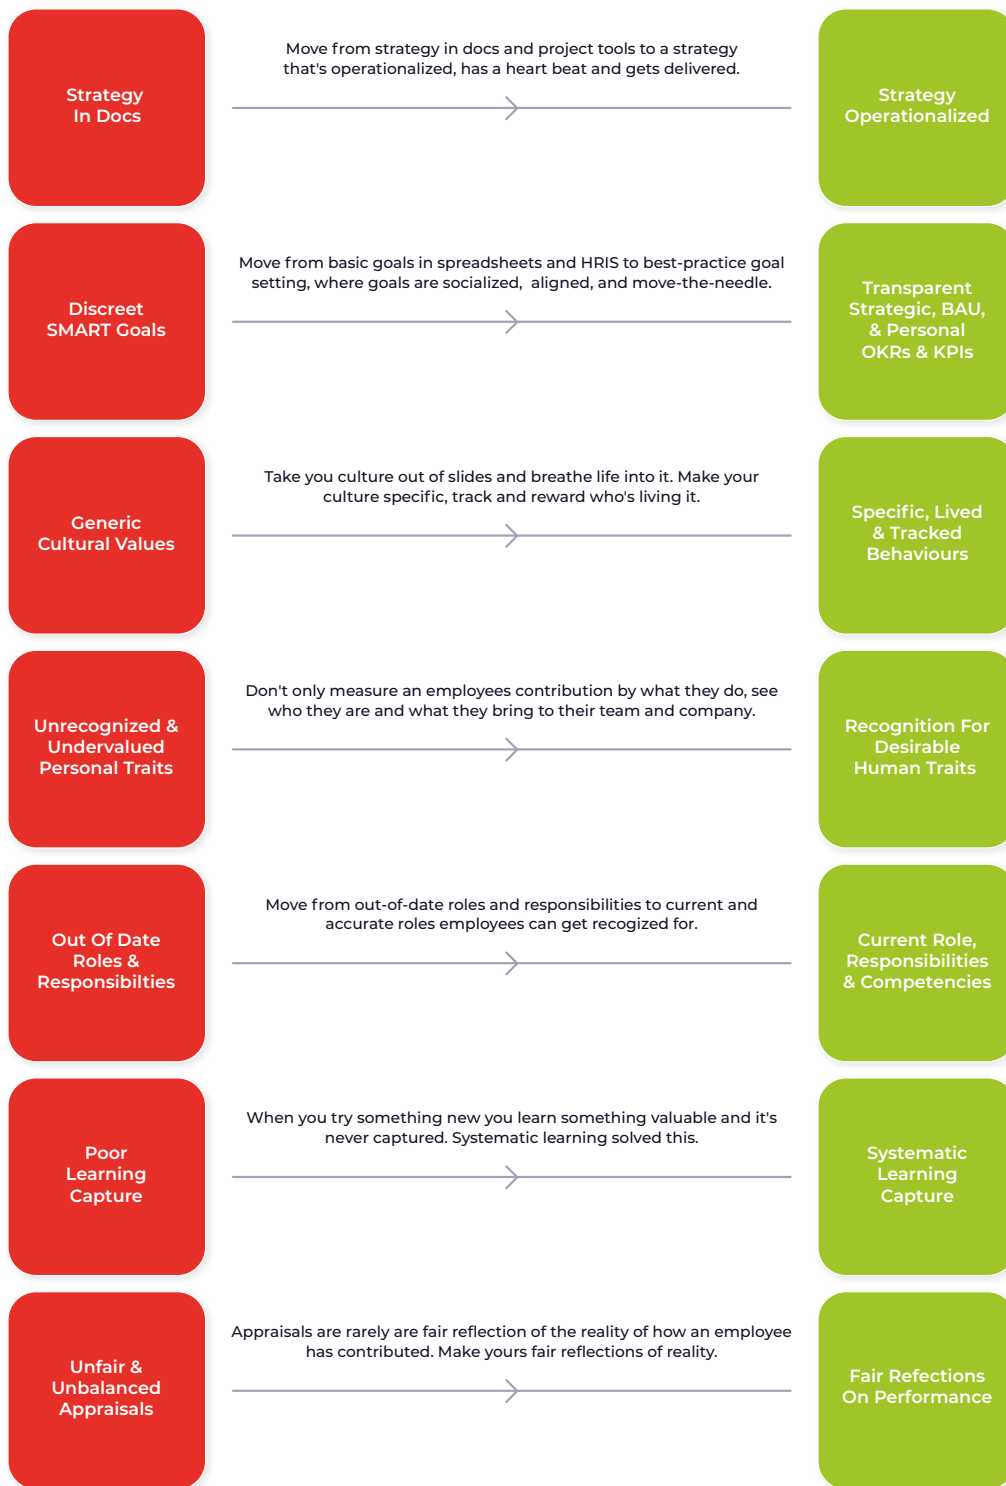 Strategy
In Docs
Move from strategy in docs and project tools to a strategy
that's operationalized, has a heart beat and gets delivered.
Strategy
Operationalized
Discreet
SMART Goals
Move from basic goals in spreadsheets and HRIS to best-practice goal
setting, where goals are socialized, aligned, and move-the-needle.
Transparent
Strategic, BAU,
& Personal
OKRs & KPIs
Generic
Cultural Values
Take you culture out of slides and breathe life into it. Make your
culture specific, track and reward who's living it.
Specific, Lived
& Tracked
Behaviours
Unrecognized &
Undervalued
Personal Traits
Don't only measure an employees contribution by what they do, see
who they are and what they bring to their team and company.
Recognition For
Desirable
Human Traits
Out Of Date
Roles &
Responsibilties
Move from out-of-date roles and responsibilities to current and
accurate roles employees can get recogized for.
Current Role,
Responsibilities
& Competencies
Poor
Learning
Capture
When you try something new you learn something valuable and it's
never captured. Systematic learning solved this.
Systematic
Learning
Capture
Unfair &
Unbalanced
Appraisals
Appraisals are rarely are fair reflection of the reality of how an employee
has contributed. Make yours fair reflections of reality.
Fair Refections
On Performance